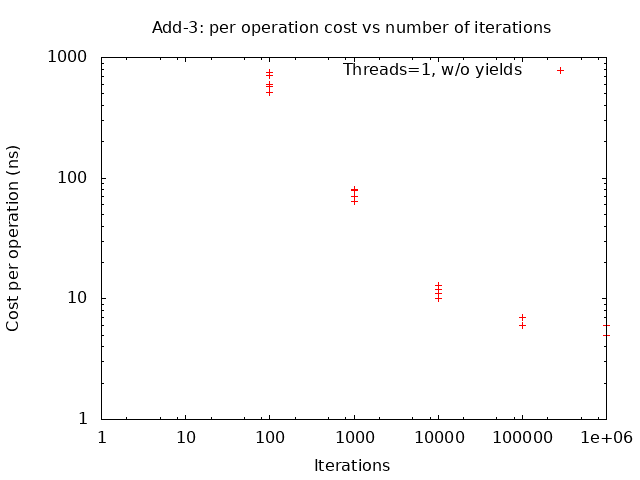 Add-3: per operation cost vs number of iterations
Threads=1, w/o yields
1000
100
10
1
Cost per operation (ns)
1 10 100 1000 10000 100000 1e+06
Iterations